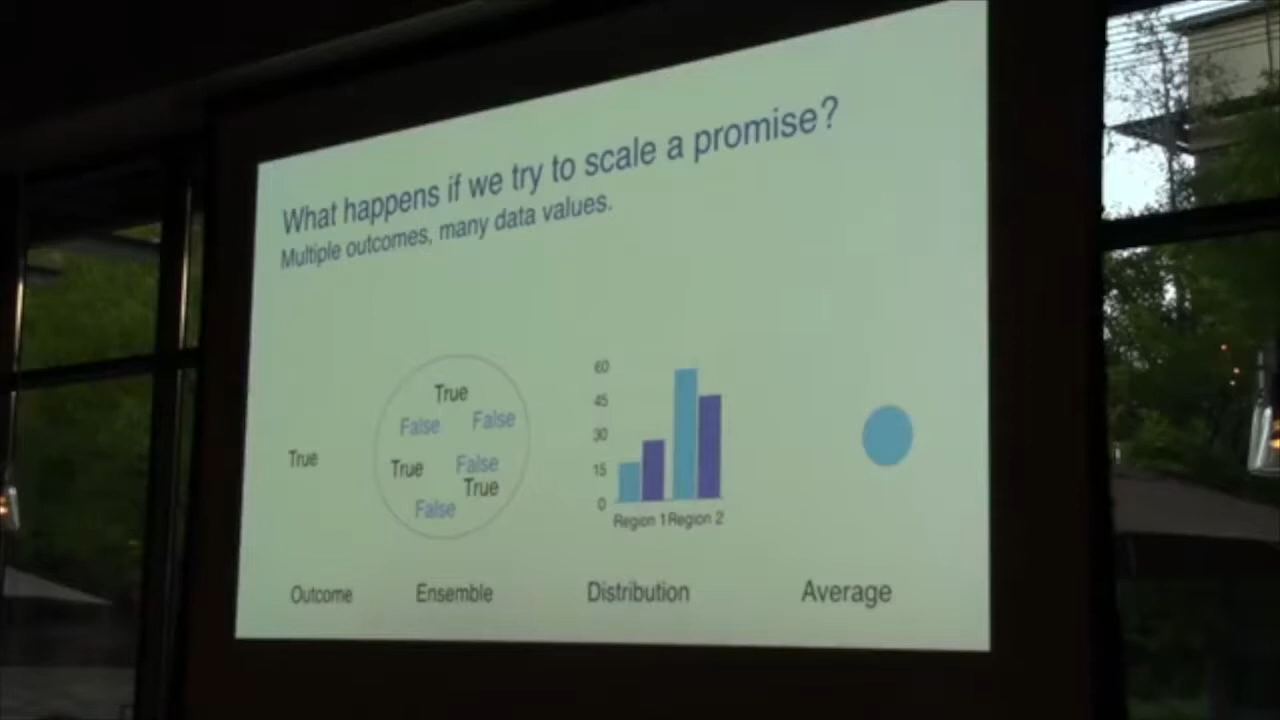 What happens if we try to scale a promise?
Multiple outcomes, many data values.
True
True
False False
True False
True
False
60
45
30
15
0
Region 1 Region 2
Outcome Ensemble Distribution Average